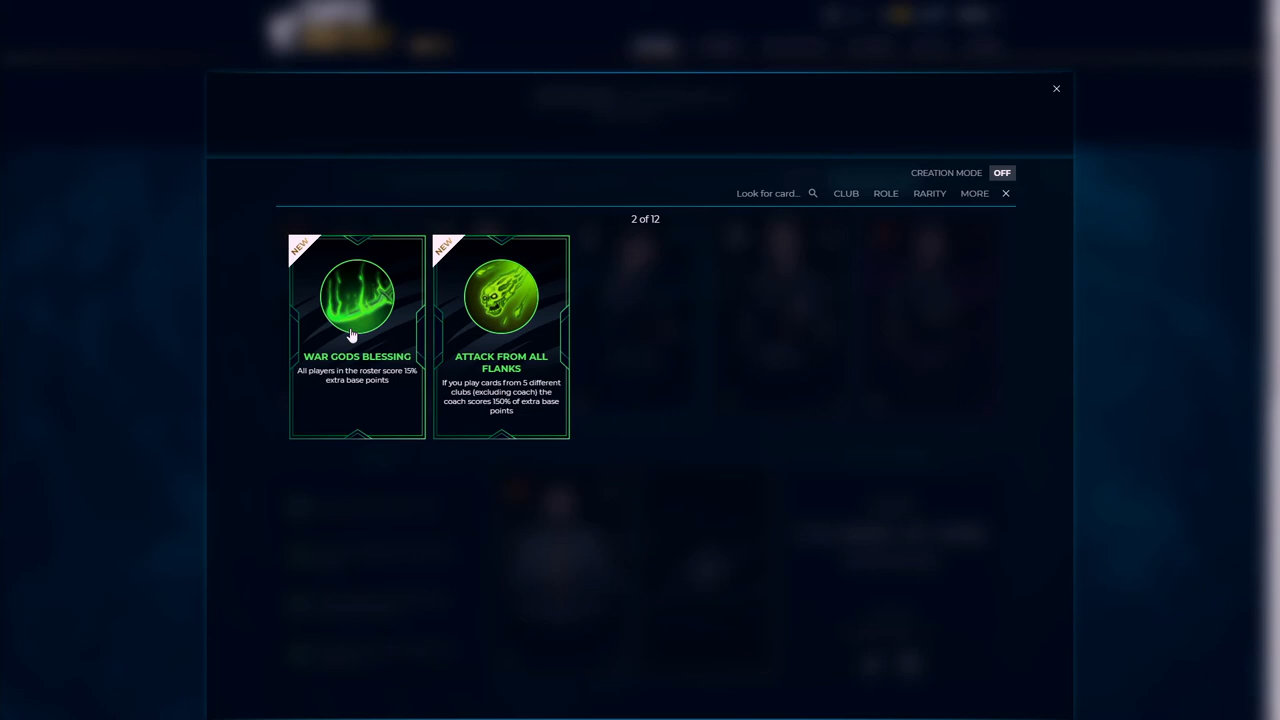 CREATION MODE OFF
Look for card... CLUB ROLE RARITY MORE
2 of 12
NEW
WAR GODS BLESSING
All players in the roster score 15%
extra base points
NEW
ATTACK FROM ALL
FLANKS
If you play cards from 5 different
clubs (excluding coach) the
coach scores 150% of extra base
points